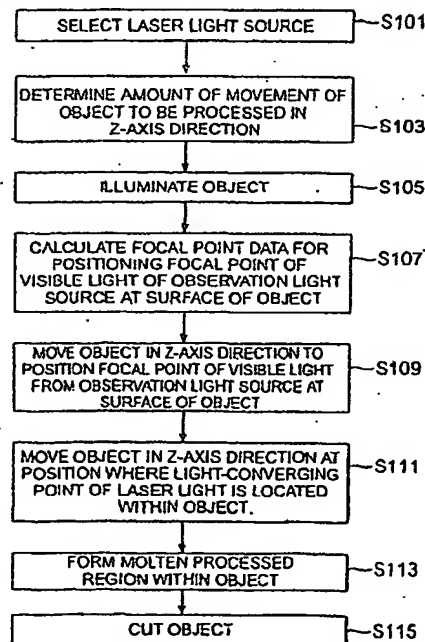 SELECT LASER LIGHT SOURCE
S101
DETERMINE AMOUNT OF MOVEMENT OF
OBJECT TO BE PROCESSED IN
Z-AXIS DIRECTION
S103
ILLUMINATE OBJECT
S105
CALCULATE FOCAL POINT DATA FOR
POSITIONING FOCAL POINT OF
VISIBLE LIGHT OF OBSERVATION LIGHT
SOURCE AT SURFACE OF OBJECT
S107
MOVE OBJECT IN Z-AXIS DIRECTION TO
POSITION FOCAL POINT OF VISIBLE LIGHT
FROM OBSERVATION LIGHT SOURCE AT
SURFACE OF OBJECT
S109
MOVE OBJECT IN Z-AXIS DIRECTION AT
POSITION WHERE LIGHT-CONVERGING
POINT OF LASER LIGHT IS LOCATED
WITHIN OBJECT.
S111
FORM MOLTEN PROCESSED
REGION WITHIN OBJECT
S113
CUT OBJECT
S115